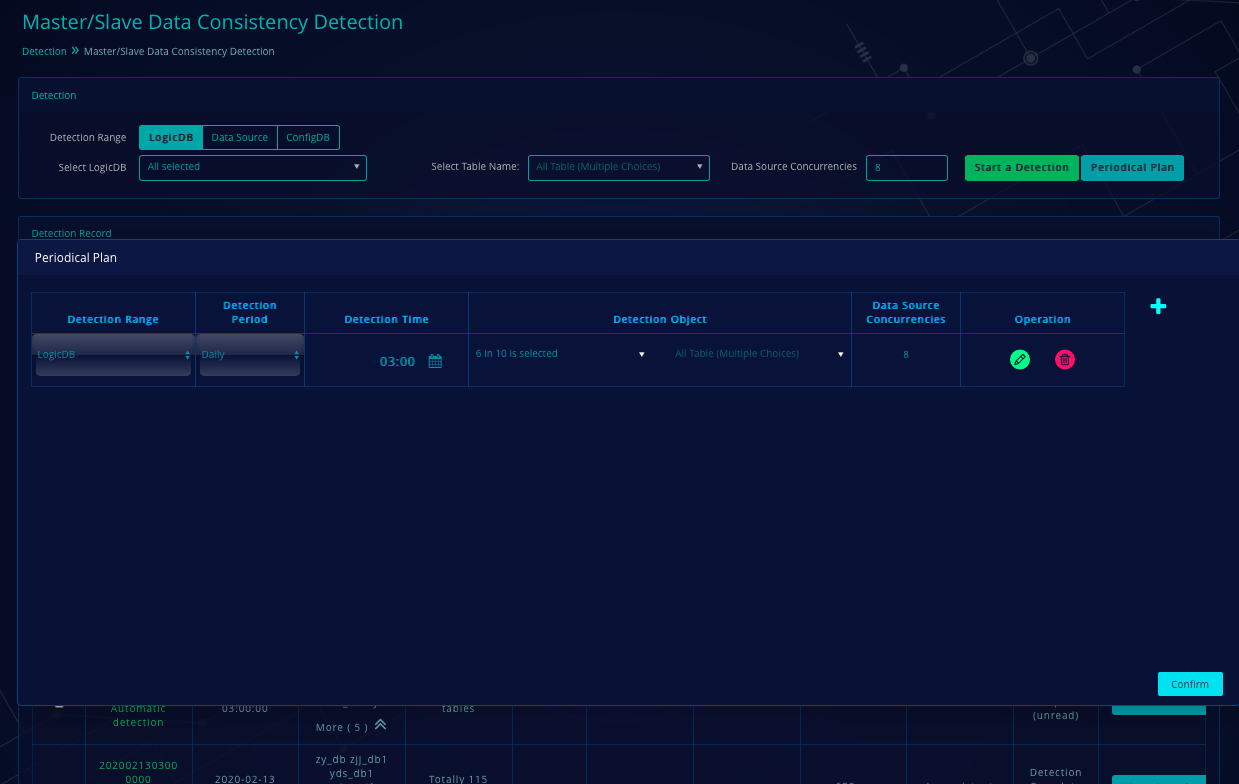 Master/Slave Data Consistency Detection
Detection » Master/Slave Data Consistency Detection
Detection
Detection Range LogicDB Data Source ConfigDB
Select LogicDB All selected Select Table Name: All Table (Multiple Choices) Data Source Concurrencies 8 Start a Detection Periodical Plan
Detection Record
Periodical Plan
Detection Range Detection Period Detection Time Detection Object Data Source Concurrencies Operation
LogicDB Daily 03:00 6 in 10 is selected All Table (Multiple Choices) 8
Confirm
Automatic detection 03:00:00 More ( 5 ) tables (unread)
202002130300
0000 2020-02-13 zy_db zjj_db1
yds_db1 Totally 115 Detection